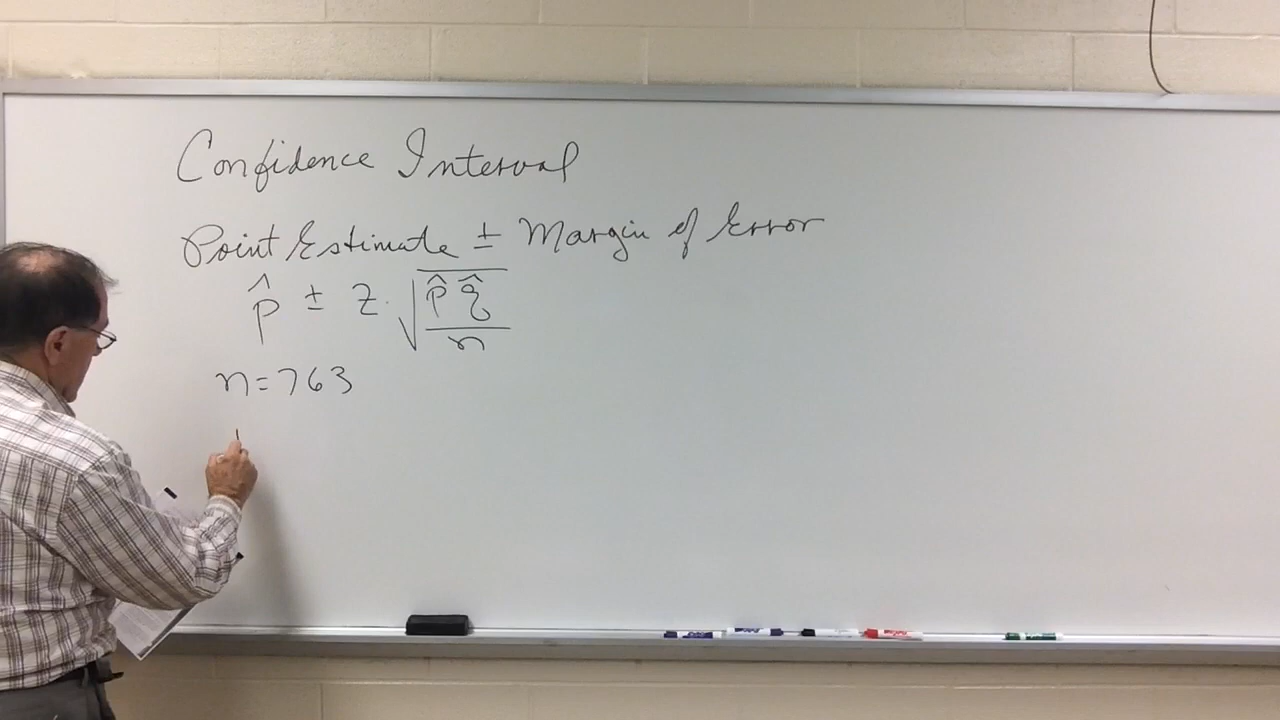 Confidence Interval
Point Estimate ± Margin of Error
p̂ ± z · √(p̂ q̂ / n)
n = 763